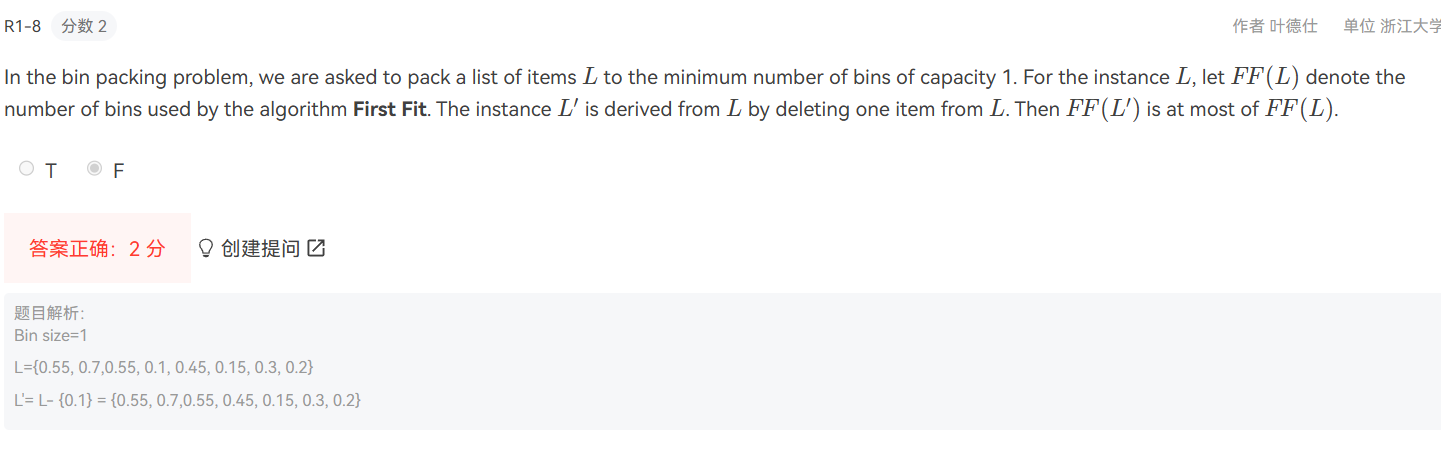 R1-8 分数 2 作者 叶德仕 单位 浙江大学
In the bin packing problem, we are asked to pack a list of items L to the minimum number of bins of capacity 1. For the instance L, let FF(L) denote the
number of bins used by the algorithm First Fit. The instance L′ is derived from L by deleting one item from L. Then FF(L′) is at most of FF(L).
T F
答案正确：2 分 创建提问
题目解析：
Bin size=1
L={0.55, 0.7,0.55, 0.1, 0.45, 0.15, 0.3, 0.2}
L'= L- {0.1} = {0.55, 0.7,0.55, 0.45, 0.15, 0.3, 0.2}